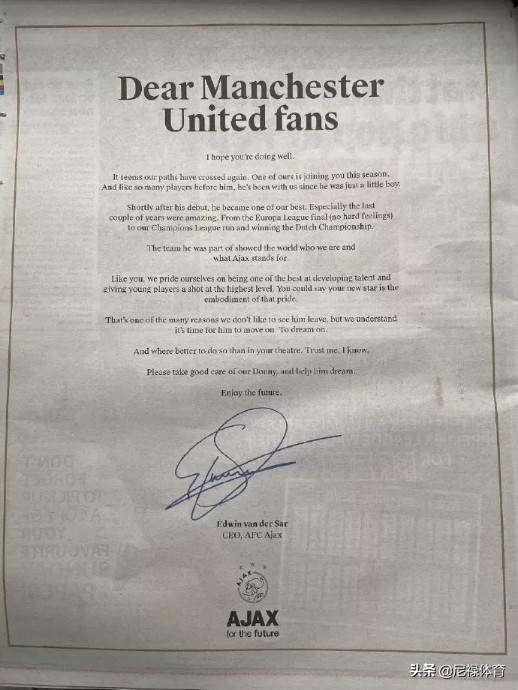 Dear Manchester
United fans
I hope you're doing well.
It seems our paths have crossed again. One of ours is joining you this season.
And like so many players before him, he's been with us since he was just a little boy.
Shortly after his debut, he became one of our best. Especially the last
couple of years were amazing. From the Europa League final (no hard feelings)
to our Champions League run and winning the Dutch Championship.
The team he was part of showed the world who we are and
what Ajax stands for.
Like you, we pride ourselves on being one of the best at developing talent and
giving young players a shot at the highest level. You could say your new star is the
embodiment of that pride.
That's one of the many reasons we don't like to see him leave, but we understand
it's time for him to move on. To dream on.
And where better to do so than in your theatre. Trust me, I know.
Please take good care of our Donny, and help him dream.
Enjoy the future.
Edwin van der Sar
CEO, AFC Ajax
AJAX
AJAX
for the future
头条 @尼禄体育